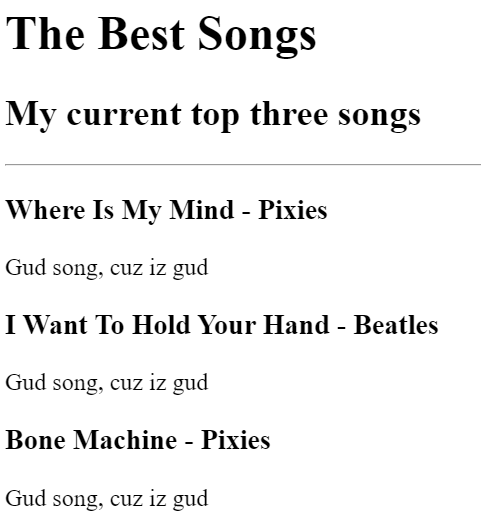 The Best Songs
My current top three songs
Where Is My Mind - Pixies
Gud song, cuz iz gud
I Want To Hold Your Hand - Beatles
Gud song, cuz iz gud
Bone Machine - Pixies
Gud song, cuz iz gud